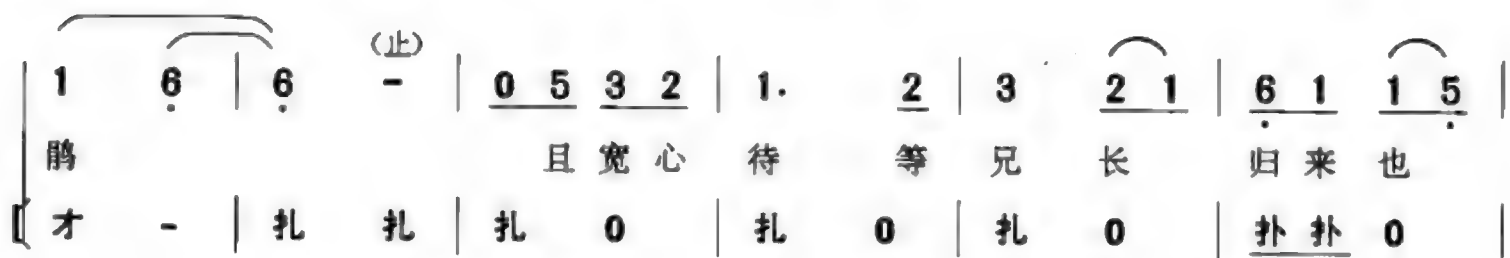 (止)
1 6̣ | 6̣ - | 0 5 3 2 | 1. 2 | 3 2 1 | 6̣ 1 1 5̣ |
鹃 且 宽 心 待 等 兄 长 归 来 也
才 - | 扎 扎 | 扎 0 | 扎 0 | 扎 0 | 扑 扑 0 |